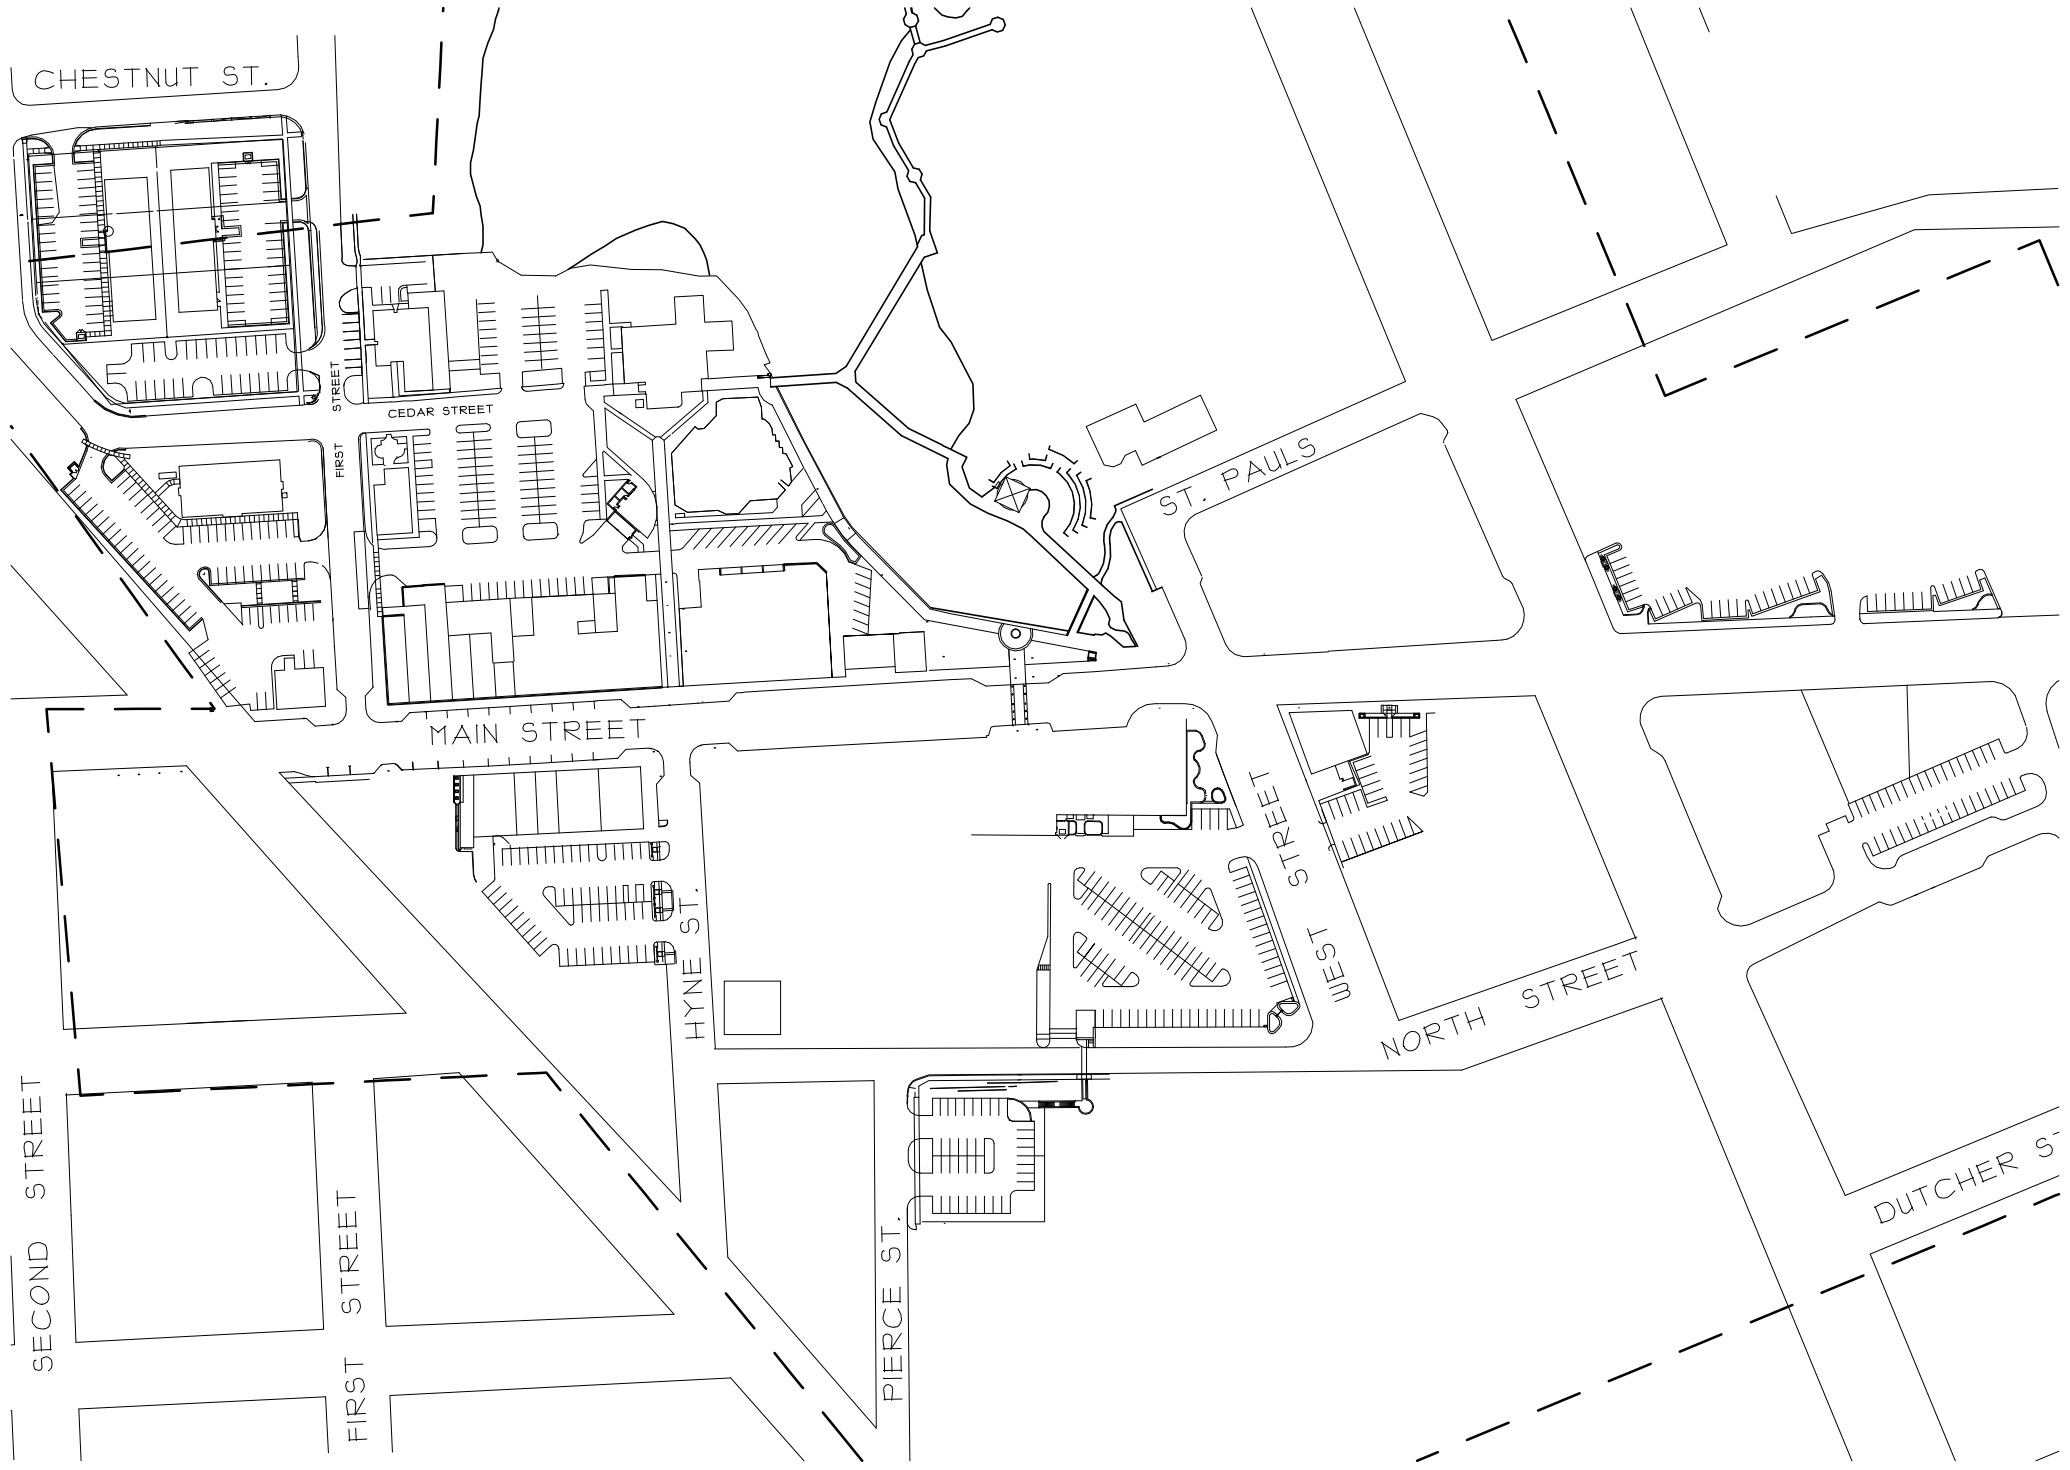 CHESTNUT ST.
STREET
FIRST
CEDAR STREET
ST. PAULS
MAIN STREET
WEST STREET
HYNE ST.
NORTH STREET
SECOND STREET
FIRST STREET
PIERCE ST.
DUTCHER ST